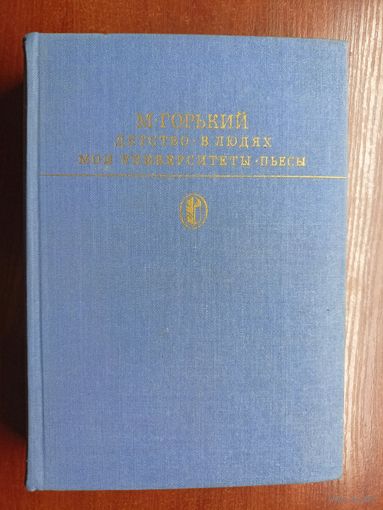 М·ГОРЬКИЙ
ДЕТСТВО·В ЛЮДЯХ
МОИ УНИВЕРСИТЕТЫ·ПЬЕСЫ